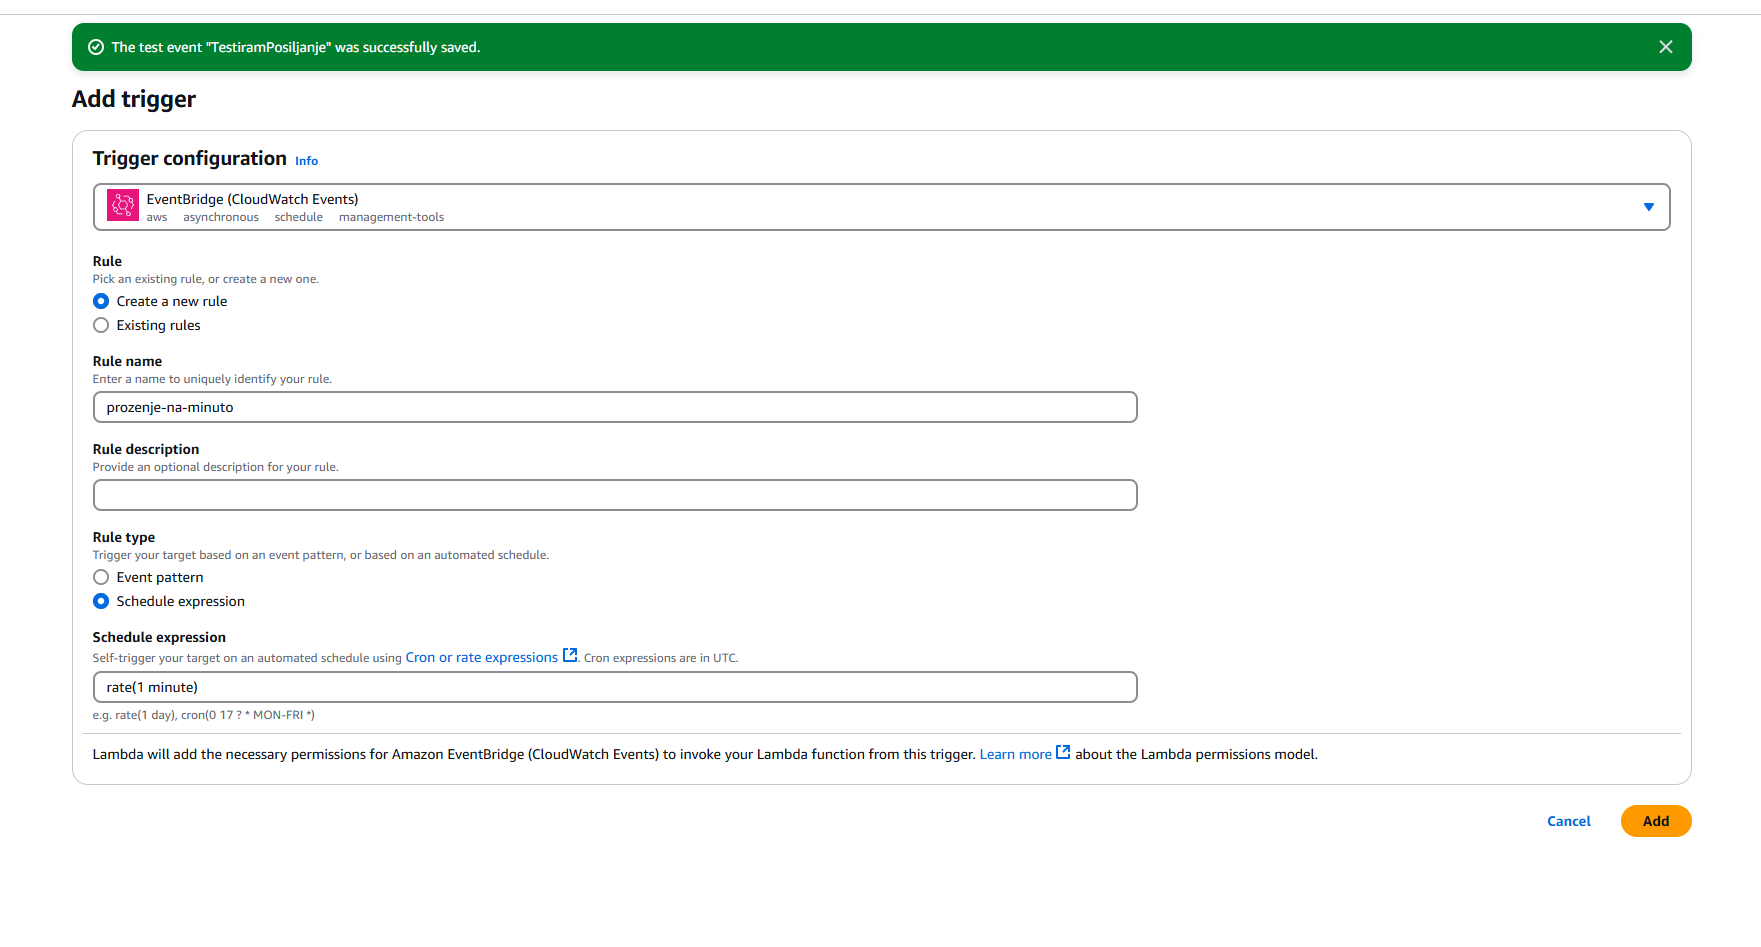 The test event "TestiramPosiljanje" was successfully saved.
Add trigger
Trigger configuration Info
EventBridge (CloudWatch Events)
aws asynchronous schedule management-tools
Rule
Pick an existing rule, or create a new one.
Create a new rule
Existing rules
Rule name
Enter a name to uniquely identify your rule.
prozenje-na-minuto
Rule description
Provide an optional description for your rule.
Rule type
Trigger your target based on an event pattern, or based on an automated schedule.
Event pattern
Schedule expression
Schedule expression
Self-trigger your target on an automated schedule using Cron or rate expressions. Cron expressions are in UTC.
rate(1 minute)
e.g. rate(1 day), cron(0 17 ? * MON-FRI *)
Lambda will add the necessary permissions for Amazon EventBridge (CloudWatch Events) to invoke your Lambda function from this trigger. Learn more about the Lambda permissions model.
Cancel Add